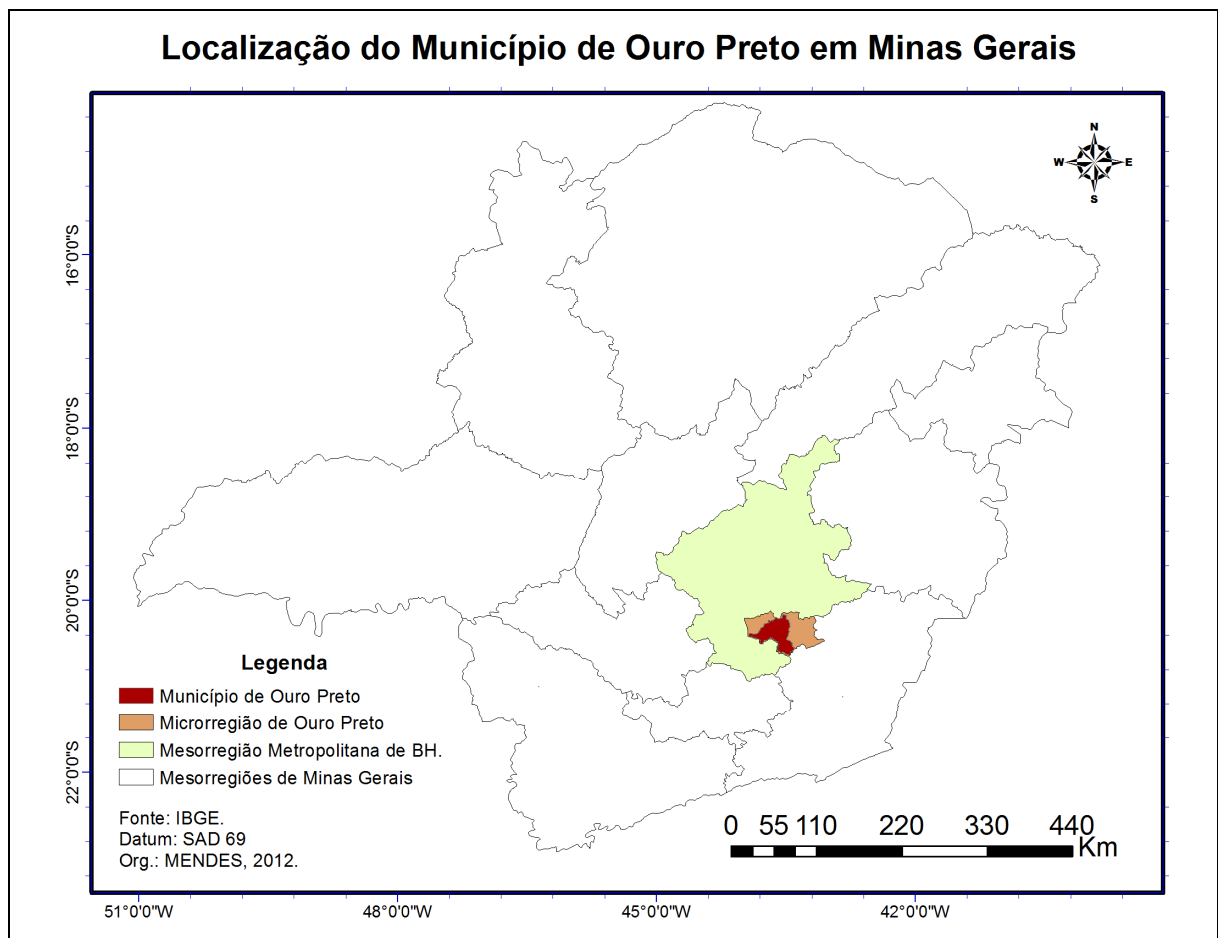 Localização do Município de Ouro Preto em Minas Gerais
N
W E
S
16°0'0"S
18°0'0"S
20°0'0"S
22°0'0"S
Legenda
Município de Ouro Preto
Microrregião de Ouro Preto
Mesorregião Metropolitana de BH.
Mesorregiões de Minas Gerais
Fonte: IBGE.
Datum: SAD 69
Org.: MENDES, 2012.
0 55 110 220 330 440
Km
51°0'0"W 48°0'0"W 45°0'0"W 42°0'0"W